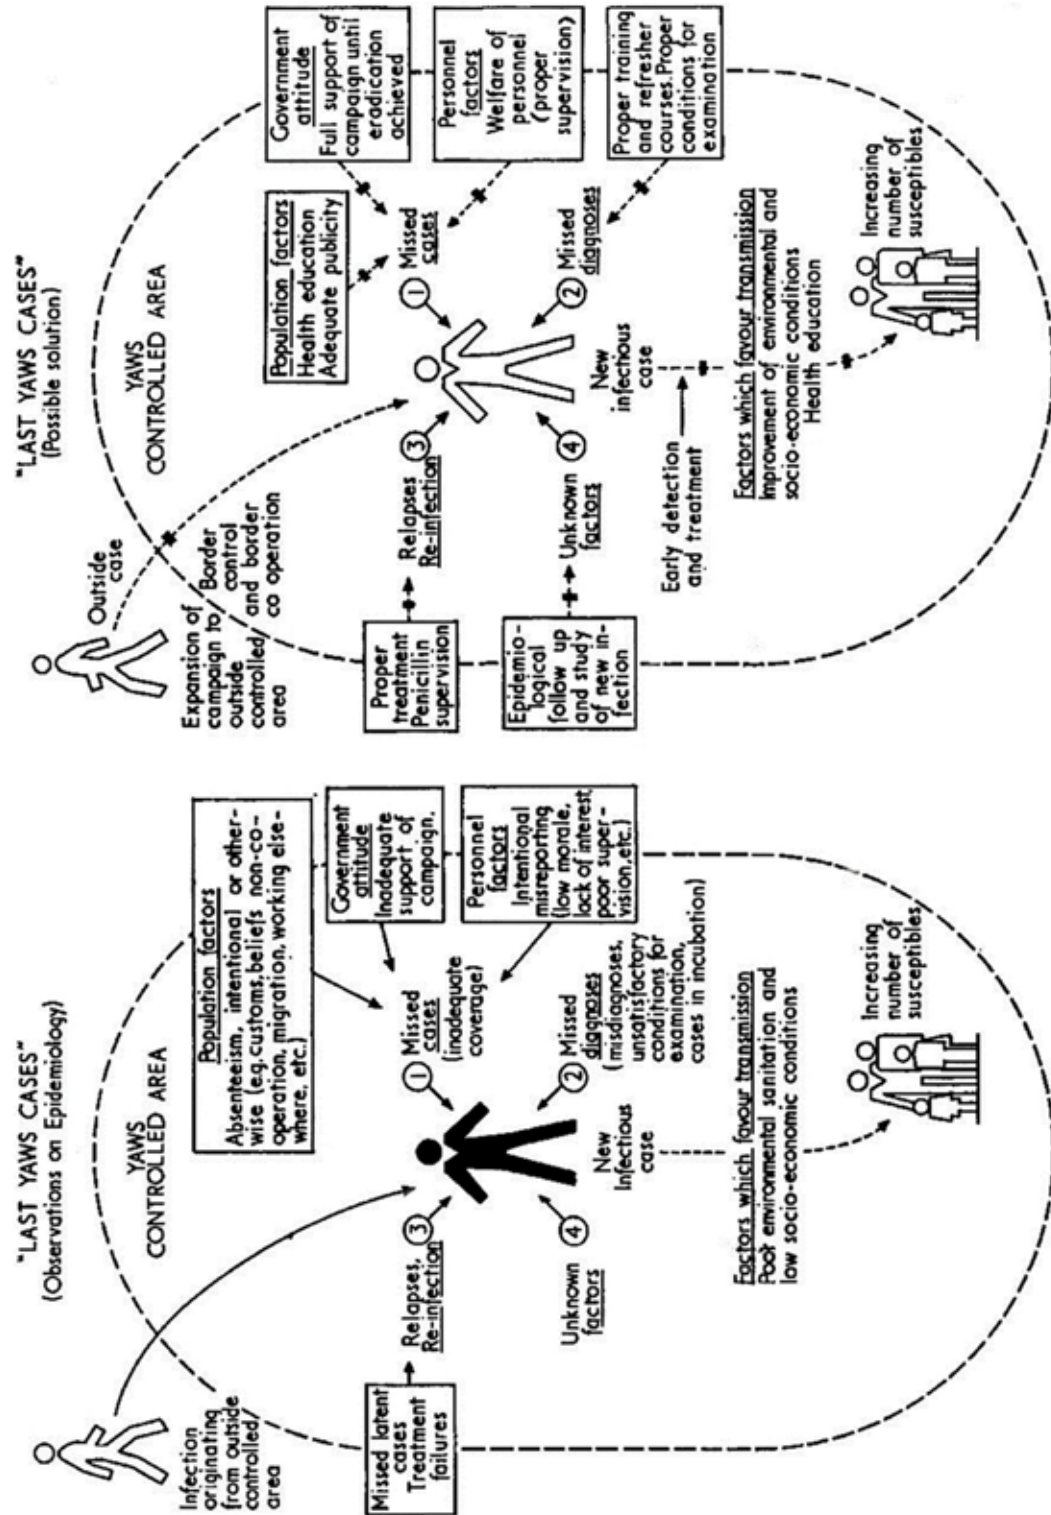 "LAST YAWS CASES"
(Observations on Epidemiology)
YAWS
CONTROLLED AREA
Infection
originating
from outside
controlled
area
Population factors
Absenteeism, intentional or other-
wise (e.g. customs, beliefs non-co-
operation, migration, working else-
where, etc.)
Government
attitude
Inadequate
support of
campaign.
Personnel
factors
Intentional
misreporting
(low morale,
lack of interest,
poor super-
vision, etc.)
Missed latent
cases
Treatment
failures
Relapses,
Re-infection
3
1
Missed
cases
(inadequate
coverage)
Unknown
factors
4
2
Missed
diagnoses
(misdiagnoses,
unsatisfactory
conditions for
examination,
cases in incubation)
New
Infectious
case
Factors which favour transmission
Poor environmental sanitation and
low socio-economic conditions
Increasing
number of
susceptibles
"LAST YAWS CASES"
(Possible solution)
YAWS
CONTROLLED AREA
Outside
case
Expansion of
campaign to
outside
controlled
area
Border
control
and border
co operation
Population factors
Health education
Adequate publicity
Government
attitude
Full support of
campaign until
eradication
achieved
Personnel
factors
Welfare of
personnel
(proper
supervision)
Proper training
and refresher
courses. Proper
conditions for
examination
Proper
treatment
Penicillin
supervision
Relapses
Re-infection
3
1
Missed
cases
Epidemio-
logical
follow up
and study
of new in-
fection
Unknown
factors
4
2
Missed
diagnoses
New
infectious
case
Early detection
and treatment
Factors which favour transmission
improvement of environmental and
socio-economic conditions
Health education
Increasing
number of
susceptibles